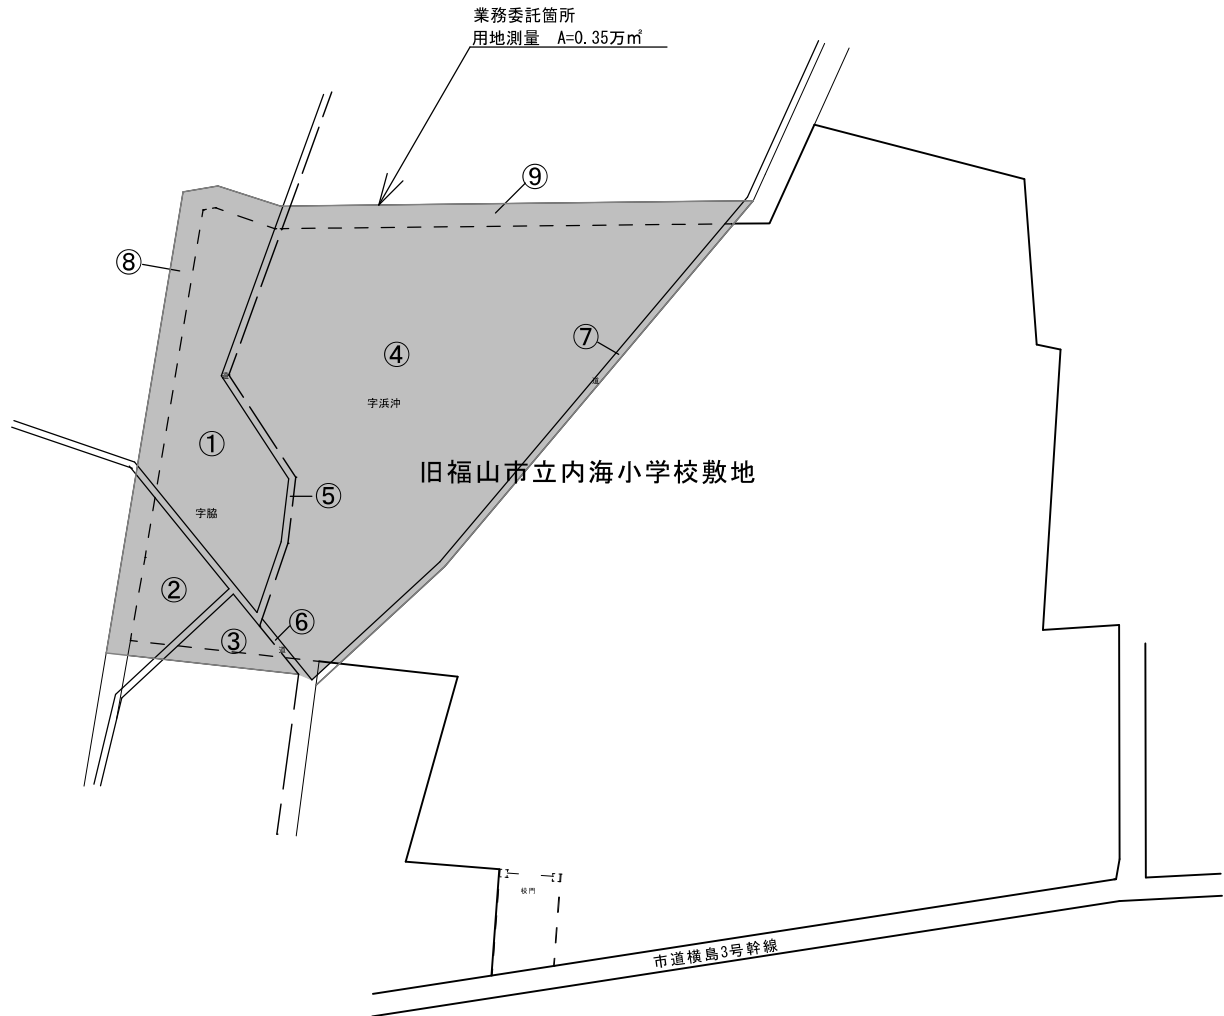 業務委託箇所
用地測量　A=0.35万㎡
⑨
⑧
⑦
④
道
字浜沖
①
旧福山市立内海小学校敷地
⑤
字脇
②
⑥
③
道
校門
市道横島3号幹線